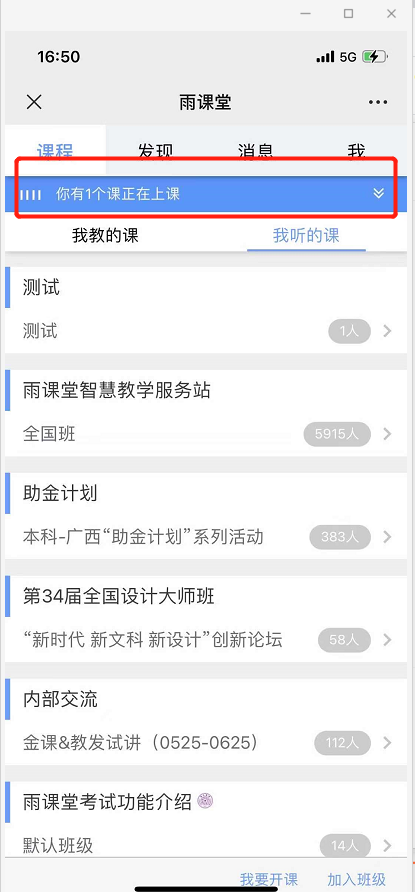 16:50 5G
雨课堂
课程 发现 消息 我
你有1个课正在上课
我教的课 我听的课
测试
测试 1人
雨课堂智慧教学服务站
全国班 5915人
助金计划
本科-广西“助金计划”系列活动 383人
第34届全国设计大师班
“新时代 新文科 新设计”创新论坛 58人
内部交流
金课&教发试讲（0525-0625） 112人
雨课堂考试功能介绍
默认班级 14人
我要开课 加入班级